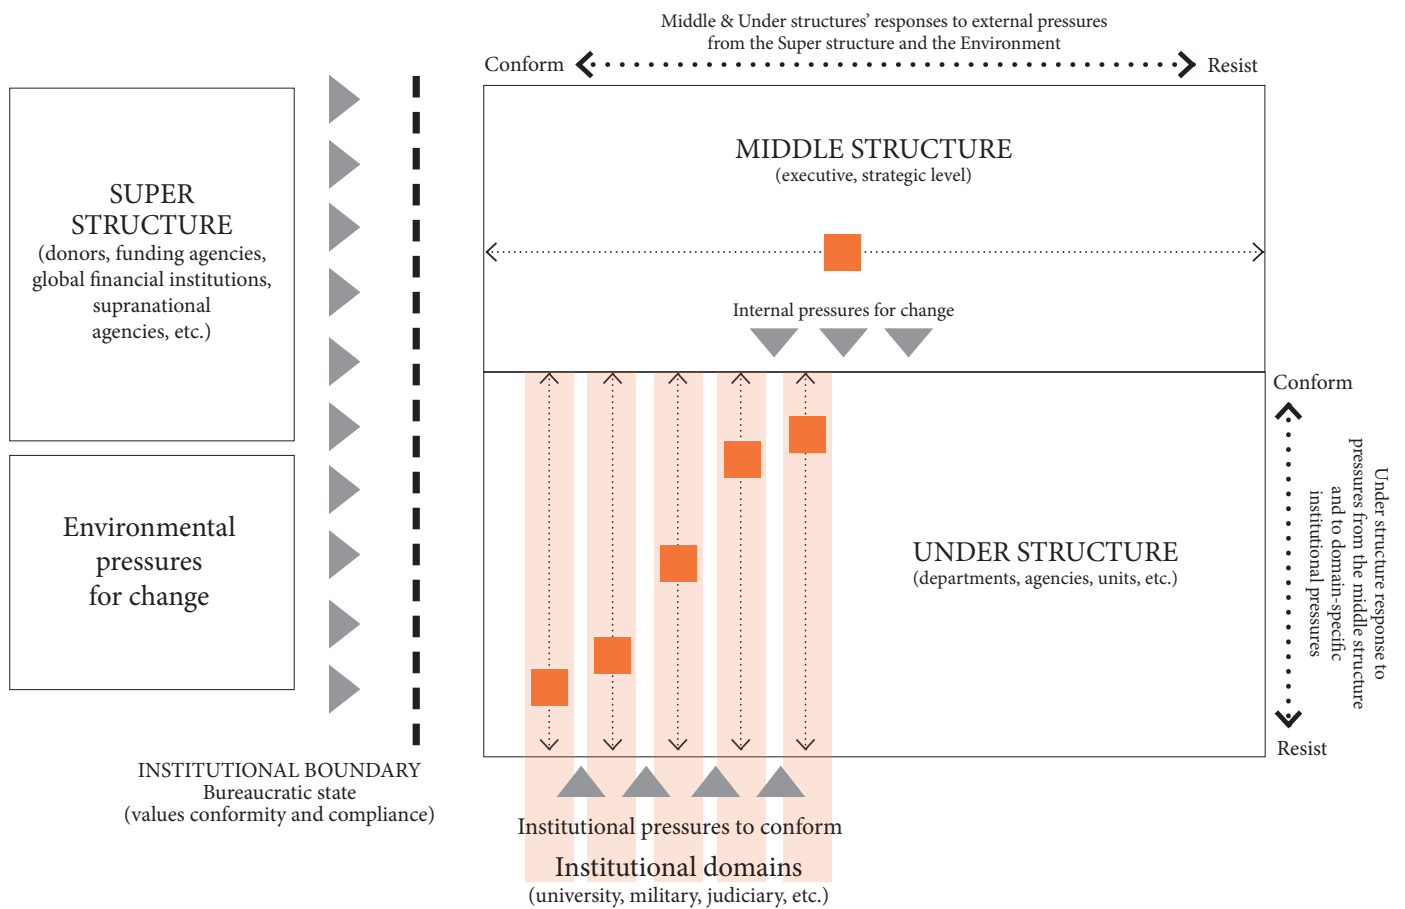 Middle & Under structures’ responses to external pressures
from the Super structure and the Environment
Conform
Resist
SUPER
STRUCTURE
(donors, funding agencies,
global financial institutions,
supranational
agencies, etc.)
MIDDLE STRUCTURE
(executive, strategic level)
Internal pressures for change
Environmental
pressures
for change
UNDER STRUCTURE
(departments, agencies, units, etc.)
Conform
Under structure response to
pressures from the middle structure
and to domain-specific
institutional pressures
Resist
INSTITUTIONAL BOUNDARY
Bureaucratic state
(values conformity and compliance)
Institutional pressures to conform
Institutional domains
(university, military, judiciary, etc.)